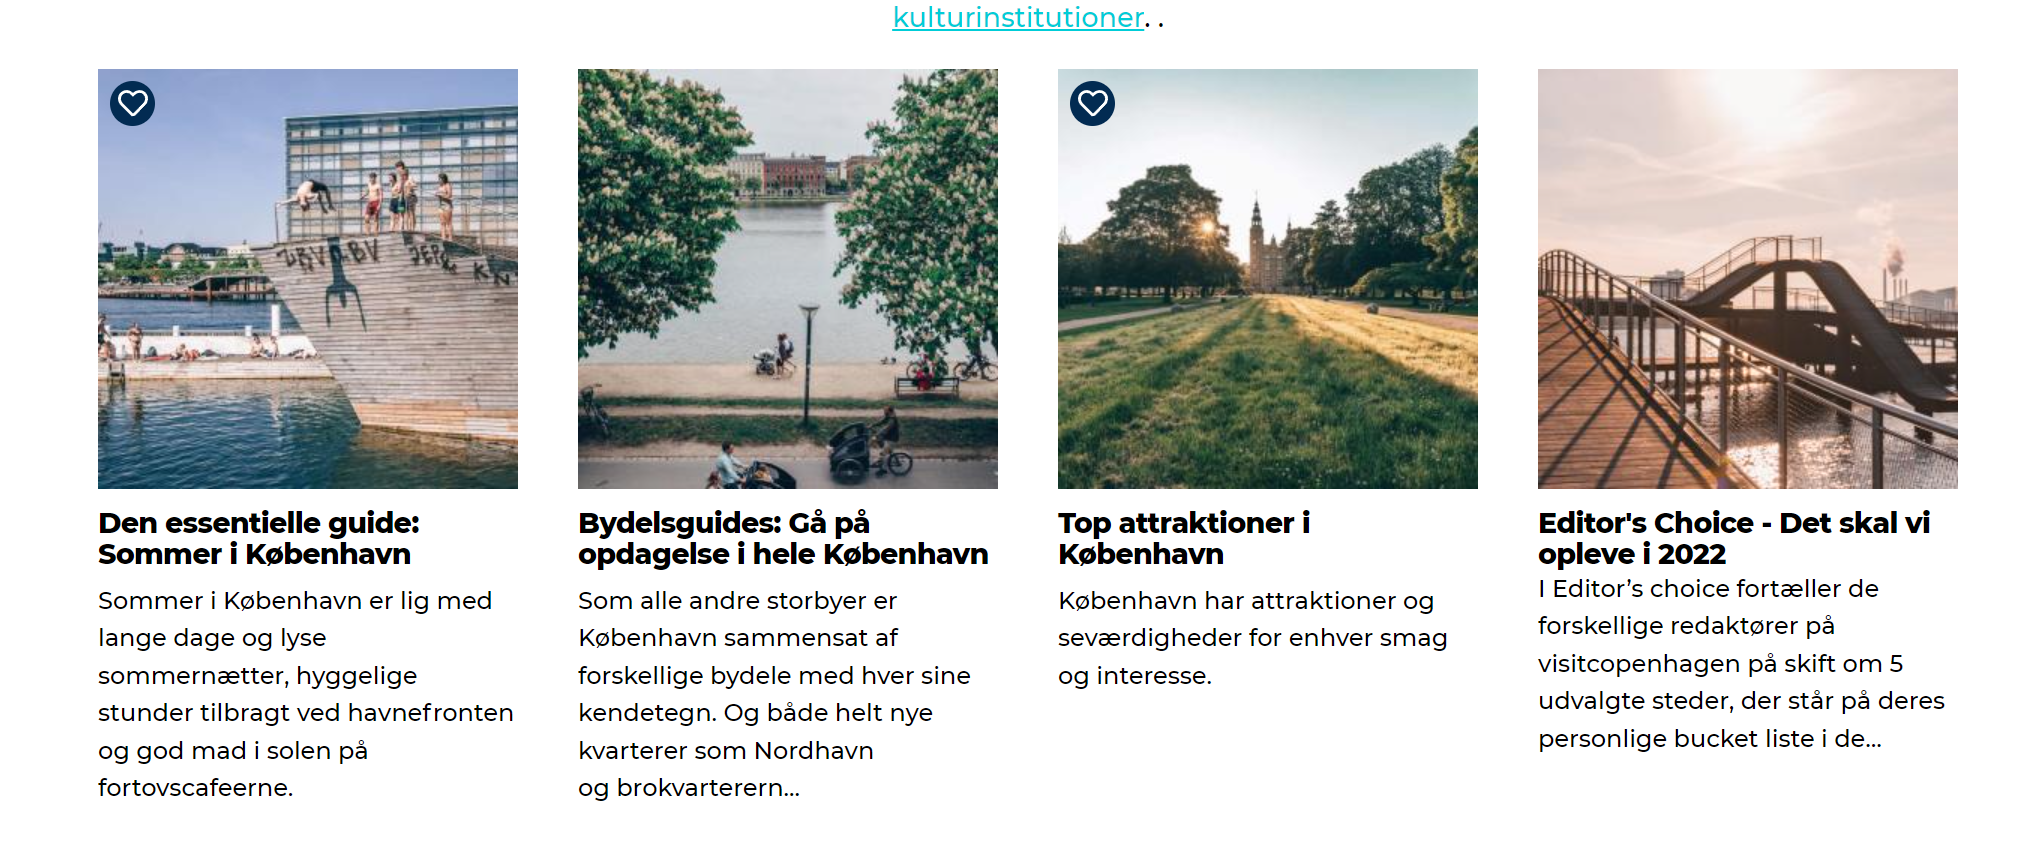 kulturinstitutioner. .
Den essentielle guide:
Sommer i København
Sommer i København er lig med
lange dage og lyse
sommernætter, hyggelige
stunder tilbragt ved havnefronten
og god mad i solen på
fortovscafeerne.
Bydelsguides: Gå på
opdagelse i hele København
Som alle andre storbyer er
København sammensat af
forskellige bydele med hver sine
kendetegn. Og både helt nye
kvarterer som Nordhavn
og brokvarterern...
Top attraktioner i
København
København har attraktioner og
seværdigheder for enhver smag
og interesse.
Editor's Choice - Det skal vi
opleve i 2022
I Editor’s choice fortæller de
forskellige redaktører på
visitcopenhagen på skift om 5
udvalgte steder, der står på deres
personlige bucket liste i de...